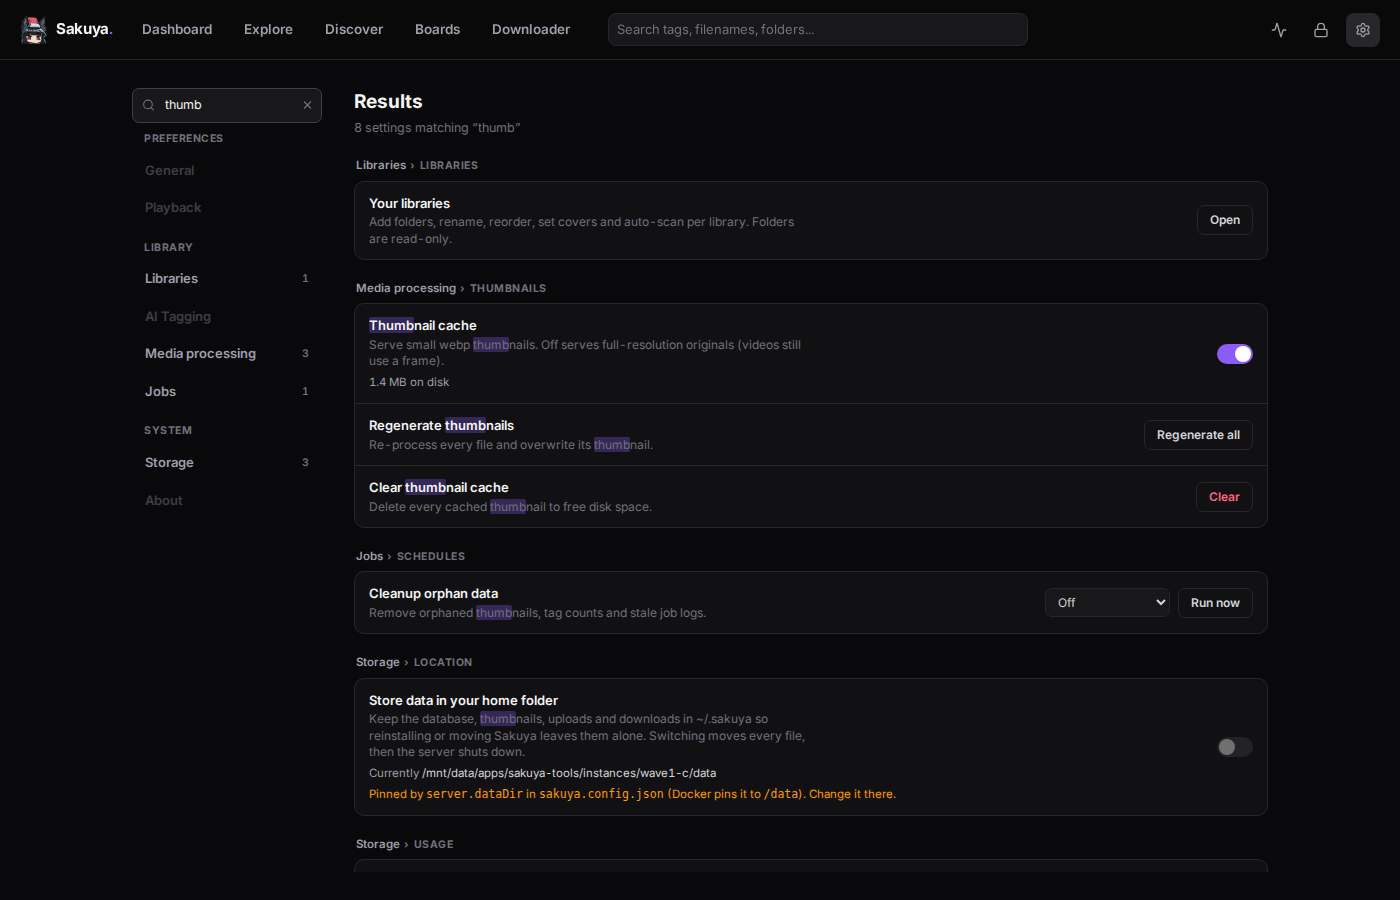 Sakuya.
Dashboard
Explore
Discover
Boards
Downloader
Search tags, filenames, folders...
thumb
PREFERENCES
General
Playback
LIBRARY
Libraries 1
AI Tagging
Media processing 3
Jobs 1
SYSTEM
Storage 3
About
Results
8 settings matching “thumb”
Libraries › LIBRARIES
Your libraries
Add folders, rename, reorder, set covers and auto-scan per library. Folders
are read-only.
Open
Media processing › THUMBNAILS
Thumbnail cache
Serve small webp thumbnails. Off serves full-resolution originals (videos still
use a frame).
1.4 MB on disk
Regenerate thumbnails
Re-process every file and overwrite its thumbnail.
Regenerate all
Clear thumbnail cache
Delete every cached thumbnail to free disk space.
Clear
Jobs › SCHEDULES
Cleanup orphan data
Remove orphaned thumbnails, tag counts and stale job logs.
Off
Run now
Storage › LOCATION
Store data in your home folder
Keep the database, thumbnails, uploads and downloads in ~/.sakuya so
reinstalling or moving Sakuya leaves them alone. Switching moves every file,
then the server shuts down.
Currently /mnt/data/apps/sakuya-tools/instances/wave1-c/data
Pinned by server.dataDir in sakuya.config.json (Docker pins it to /data). Change it there.
Storage › USAGE